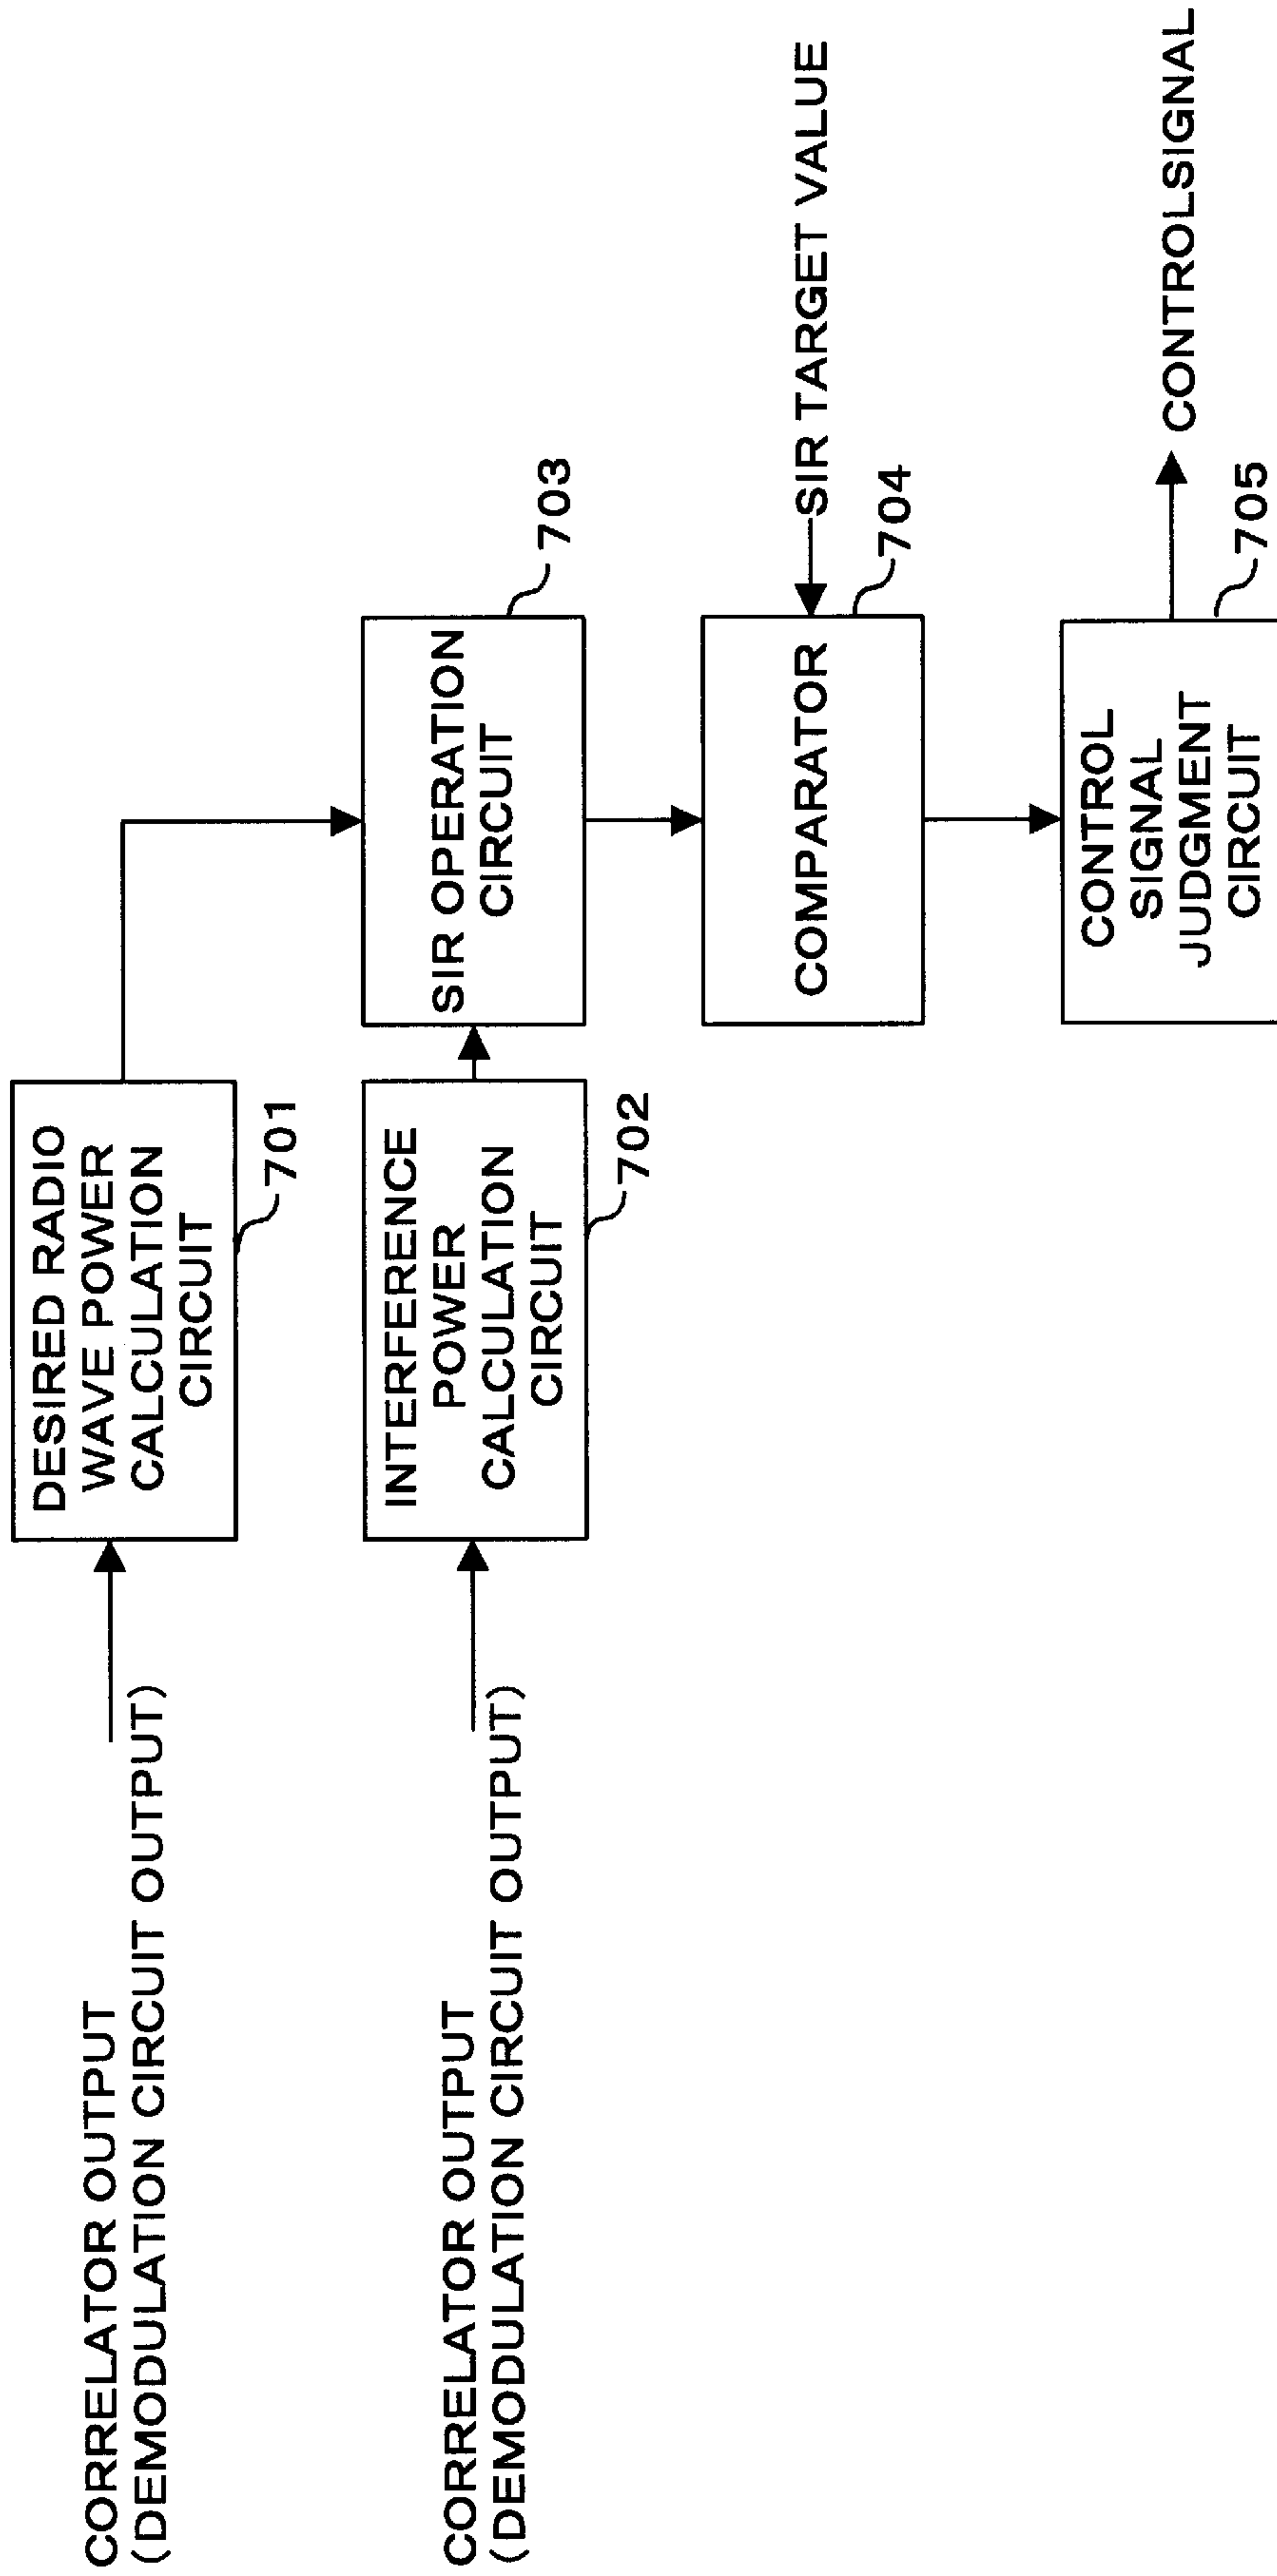 CORRELATOR OUTPUT
(DEMODULATION CIRCUIT OUTPUT)
DESIRED RADIO
WAVE POWER
CALCULATION
CIRCUIT
701
CORRELATOR OUTPUT
(DEMODULATION CIRCUIT OUTPUT)
INTERFERENCE
POWER
CALCULATION
CIRCUIT
702
SIR OPERATION
CIRCUIT
703
COMPARATOR
SIR TARGET VALUE
704
CONTROL
SIGNAL
JUDGMENT
CIRCUIT
CONTROLSIGNAL
705